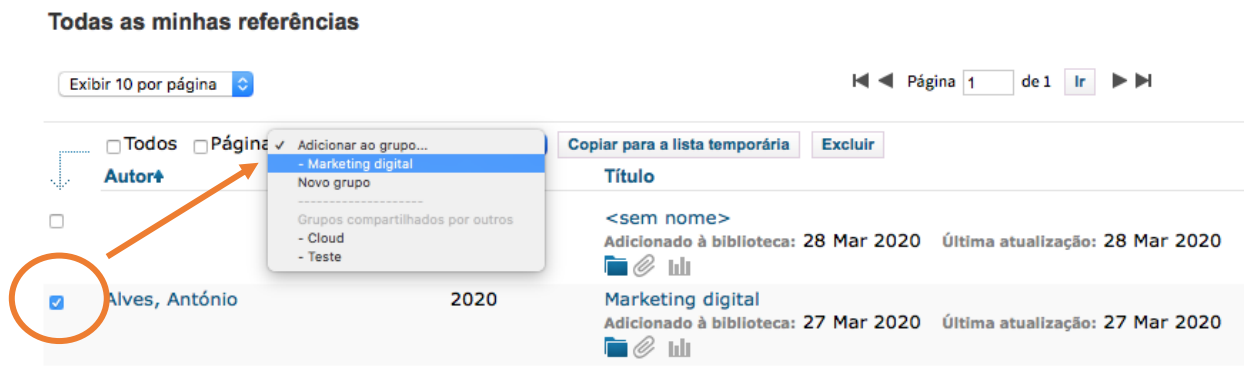 Todas as minhas referências
Exibir 10 por página
Página 1 de 1 Ir
Todos Página
✓ Adicionar ao grupo...
- Marketing digital
Novo grupo
--------------------
Grupos compartilhados por outros
- Cloud
- Teste
Copiar para a lista temporária Excluir
Autor Título
<sem nome>
Adicionado à biblioteca: 28 Mar 2020 Última atualização: 28 Mar 2020
Alves, António 2020 Marketing digital
Adicionado à biblioteca: 27 Mar 2020 Última atualização: 27 Mar 2020